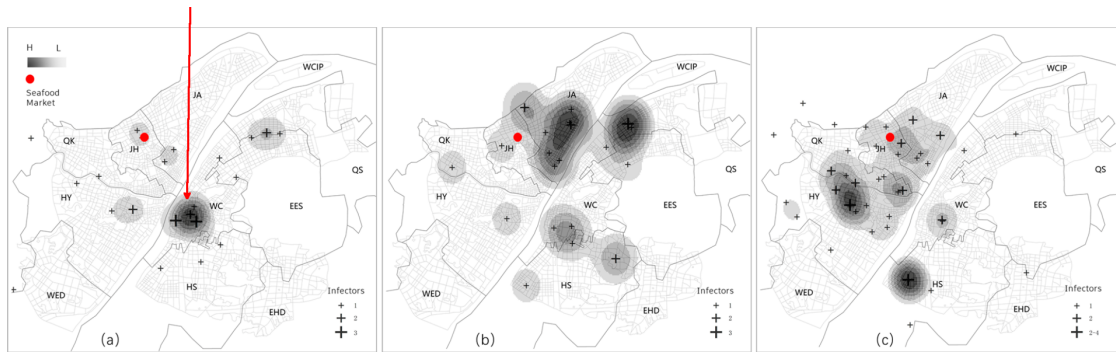 H L
Seafood
Market
WCIP
JA
QK
JH
QS
HY
WC
EES
WED
HS
EHD
Infectors
1
2
3
(a)
WCIP
JA
QK
JH
QS
HY
WC
EES
WED
HS
EHD
Infectors
1
2
3
(b)
WCIP
JA
QK
JH
QS
HY
WC
EES
WED
HS
EHD
Infectors
1
2
2-4
(c)